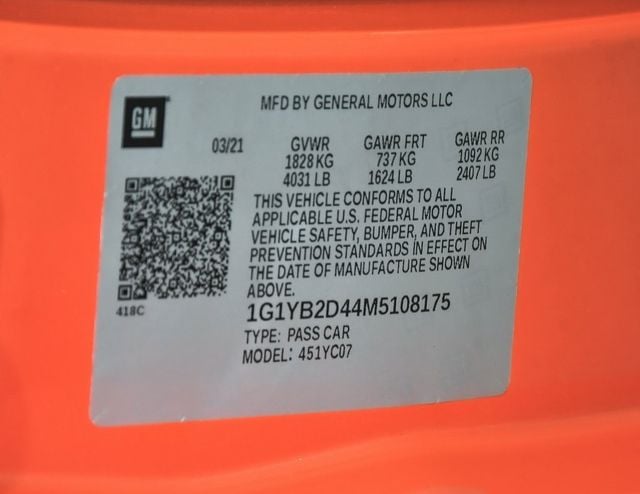 MFD BY GENERAL MOTORS LLC
GM
03/21 GVWR GAWR FRT GAWR RR
1828 KG 737 KG 1092 KG
4031 LB 1624 LB 2407 LB
THIS VEHICLE CONFORMS TO ALL
APPLICABLE U.S. FEDERAL MOTOR
VEHICLE SAFETY, BUMPER, AND THEFT
PREVENTION STANDARDS IN EFFECT ON
THE DATE OF MANUFACTURE SHOWN
ABOVE.
418C
1G1YB2D44M5108175
TYPE: PASS CAR
MODEL: 451YC07